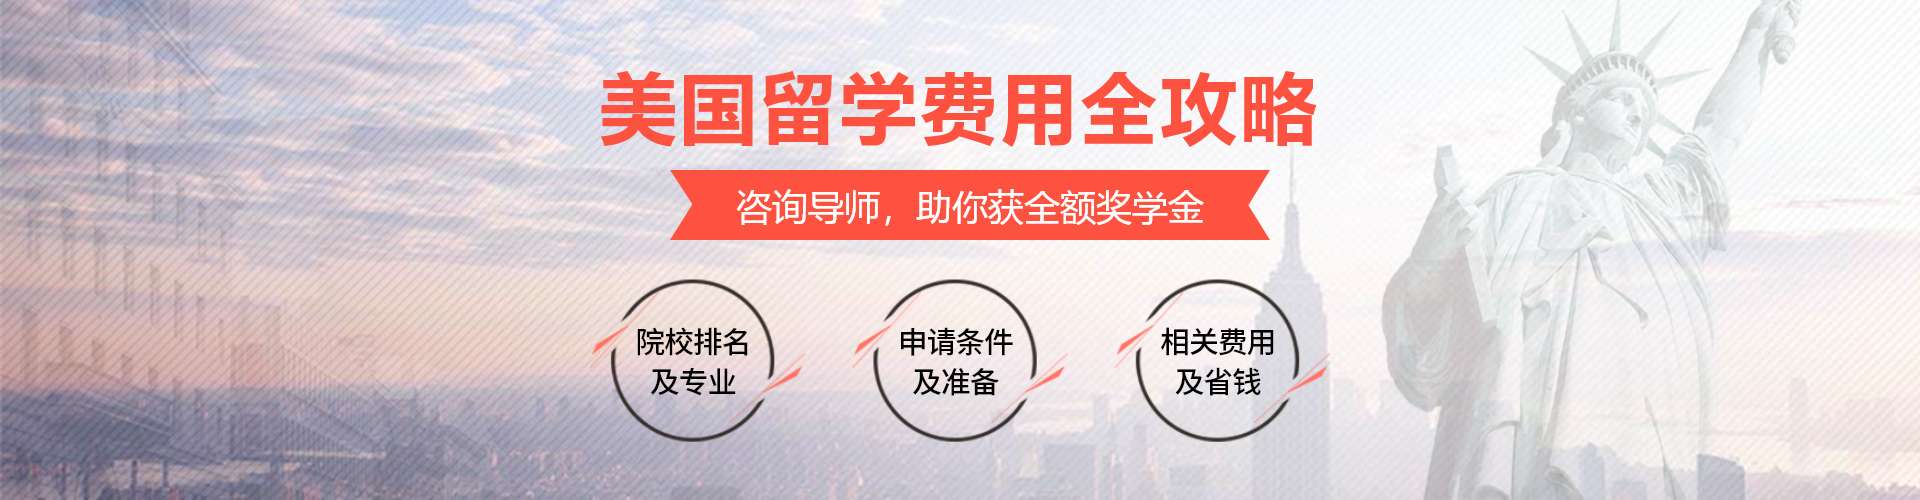 美国留学费用全攻略
咨询导师，助你获全额奖学金
院校排名
及专业
申请条件
及准备
相关费用
及省钱